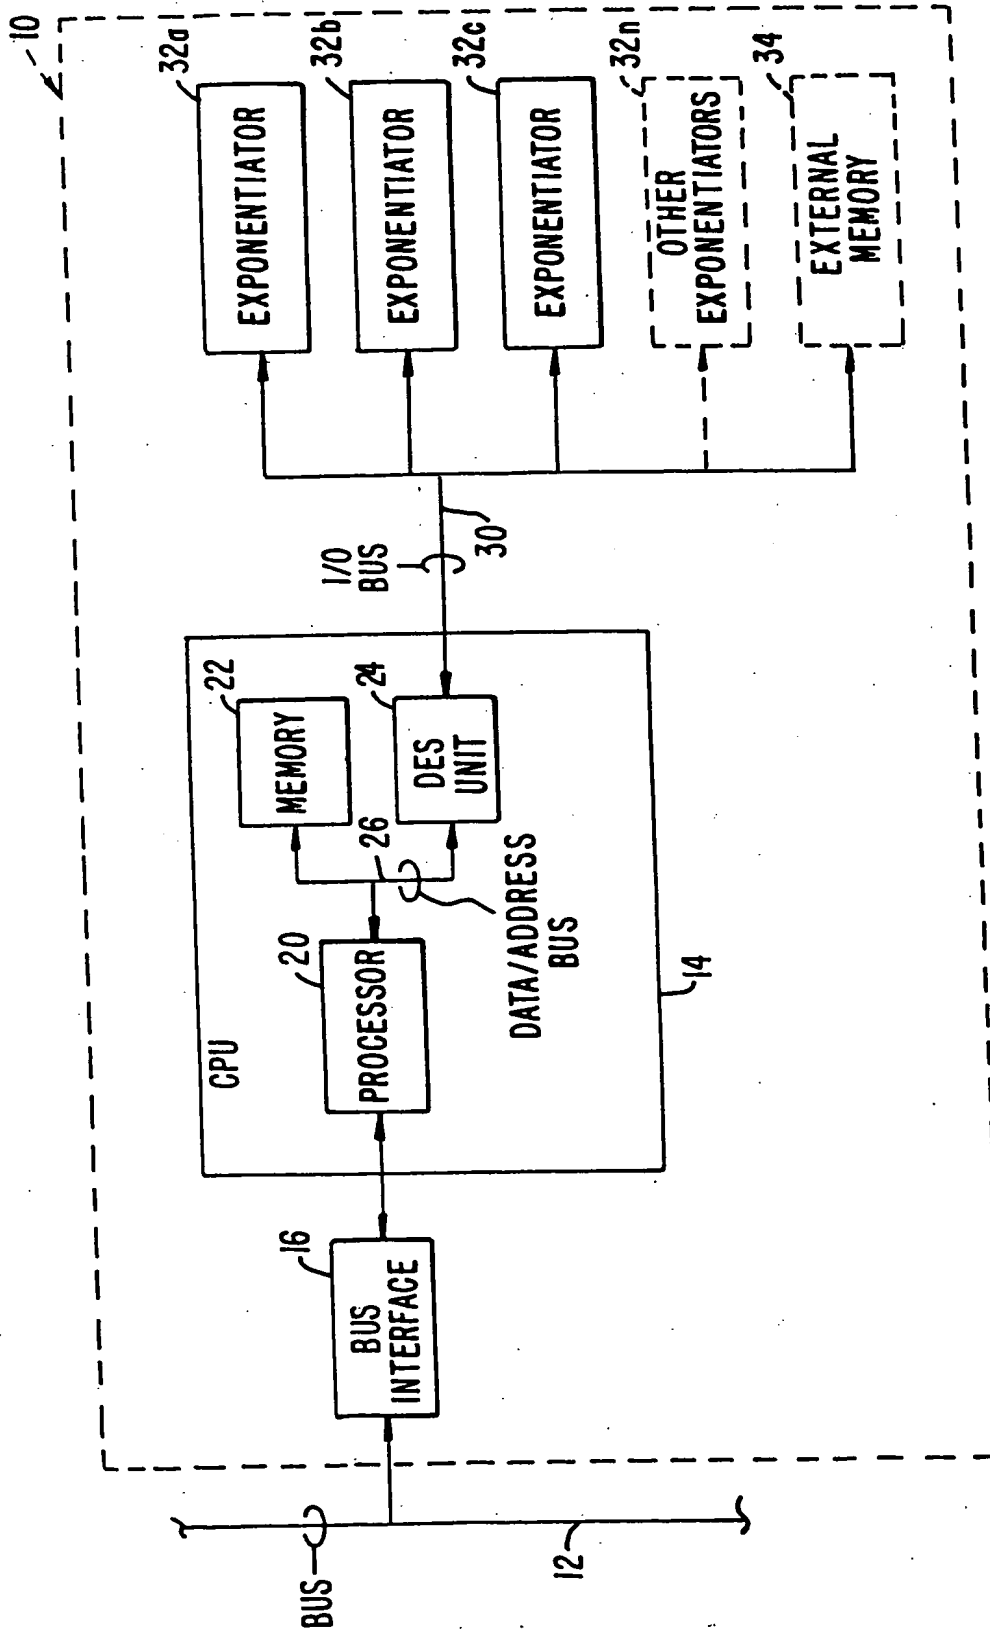 10
32a
EXPONENTIATOR
32b
EXPONENTIATOR
32c
EXPONENTIATOR
32n
OTHER
EXPONENTIATORS
34
EXTERNAL
MEMORY
I/O
BUS
30
CPU
22
MEMORY
24
DES
UNIT
26
DATA/ADDRESS
BUS
20
PROCESSOR
14
16
BUS
INTERFACE
BUS
12